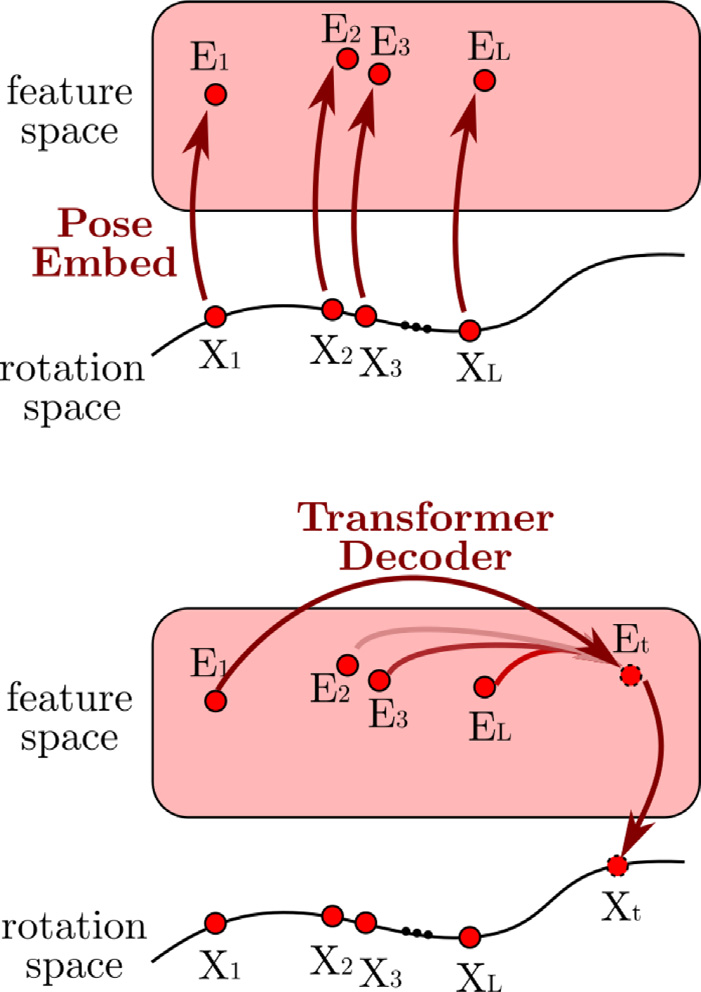 E1
E2
E3
EL
feature
space
Pose
Embed
X1
X2
X3
XL
rotation
space
Transformer
Decoder
E1
E2
E3
EL
Et
feature
space
Xt
rotation
space
X1
X2
X3
XL